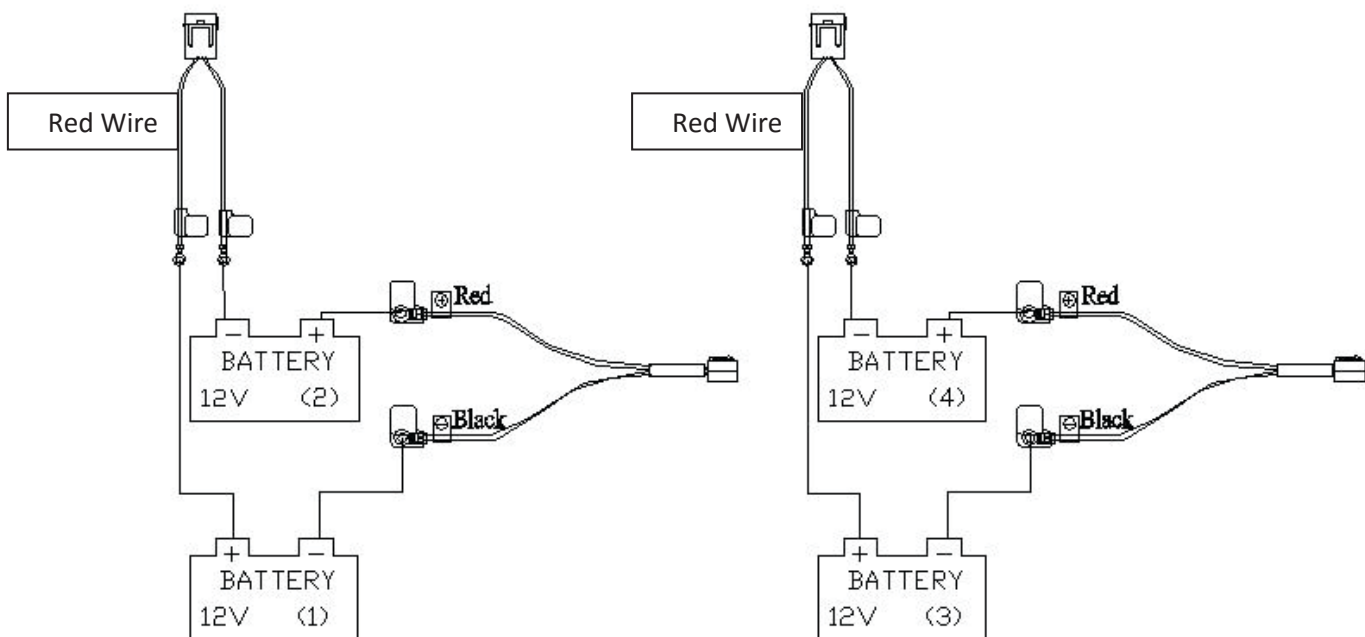 Red Wire
Red
- +
BATTERY
12V (2)
Black
+ -
BATTERY
12V (1)
Red Wire
Red
- +
BATTERY
12V (4)
Black
+ -
BATTERY
12V (3)